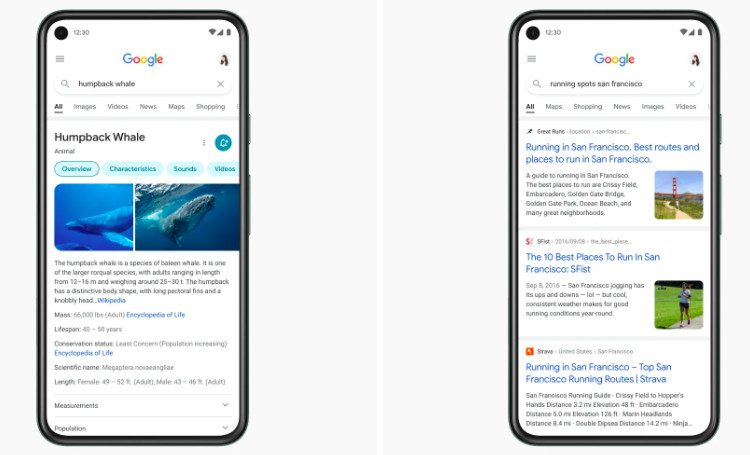 12:30
Google
humpback whale
All Images Videos News Maps Shopping
Humpback Whale
Animal
Overview Characteristics Sounds Videos
The humpback whale is a species of baleen whale. It is one
of the larger rorqual species, with adults ranging in length
from 12–16 m and weighing around 25–30 t. The humpback
has a distinctive body shape, with long pectoral fins and a
knobbly head...Wikipedia
Mass: 66,000 lbs (Adult) Encyclopedia of Life
Lifespan: 40 – 50 years
Conservation status: Least Concern (Population increasing)
Encyclopedia of Life
Scientific name: Megaptera novaeangliae
Length: Female: 49 – 52 ft. (Adult), Male: 43 – 46 ft. (Adult)
Measurements
Population
12:30
Google
running spots san francisco
All Maps Shopping News Images Videos
Great Runs › location › san-francisc...
Running in San Francisco. Best routes and
places to run in San Francisco.
A guide to running in San Francisco.
The best places to run are Crissy Field,
Embarcadero, Golden Gate Bridge,
Golden Gate Park, Ocean Beach, and
many great neighborhoods.
SFist › 2016/09/08 › the_best_place...
The 10 Best Places To Run In San
Francisco: SFist
Sep 8, 2016 — San Francisco jogging has
its ups and downs — lol — but cool,
consistent weather makes for good
running conditions year-round.
Strava › United States › San Francisco
Running in San Francisco – Top San
Francisco Running Routes | Strava
San Francisco Running Guide · Crissy Field to Hopper's
Hands Distance 3.2 mi Elevation 48 ft · Embarcadero
Distance 5.0 mi Elevation 126 ft · Marin Headlands
Distance 8.4 mi · Double Dipsea Distance 14.2 mi · Ninja...